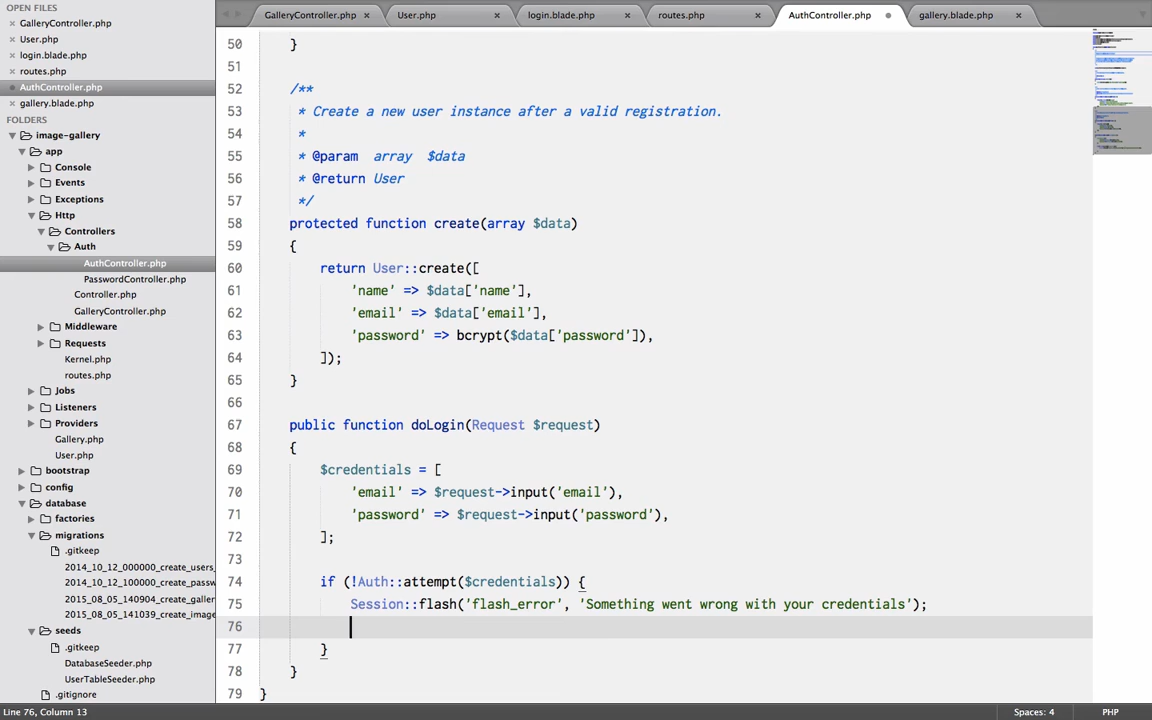 OPEN FILES
GalleryController.php
User.php
login.blade.php
routes.php
AuthController.php
gallery.blade.php
FOLDERS
image-gallery
app
Console
Events
Exceptions
Http
Controllers
Auth
AuthController.php
PasswordController.php
Controller.php
GalleryController.php
Middleware
Requests
Kernel.php
routes.php
Jobs
Listeners
Providers
Gallery.php
User.php
bootstrap
config
database
factories
migrations
.gitkeep
2014_10_12_000000_create_users_
2014_10_12_100000_create_passw
2015_08_05_140904_create_galler
2015_08_05_141039_create_image
seeds
.gitkeep
DatabaseSeeder.php
UserTableSeeder.php
.gitignore
GalleryController.php User.php login.blade.php routes.php AuthController.php gallery.blade.php
50 }
51
52 /**
53 * Create a new user instance after a valid registration.
54 *
55 * @param array $data
56 * @return User
57 */
58 protected function create(array $data)
59 {
60 return User::create([
61 'name' => $data['name'],
62 'email' => $data['email'],
63 'password' => bcrypt($data['password']),
64 ]);
65 }
66
67 public function doLogin(Request $request)
68 {
69 $credentials = [
70 'email' => $request->input('email'),
71 'password' => $request->input('password'),
72 ];
73
74 if (!Auth::attempt($credentials)) {
75 Session::flash('flash_error', 'Something went wrong with your credentials');
76
77 }
78 }
79 }
Line 76, Column 13 Spaces: 4 PHP